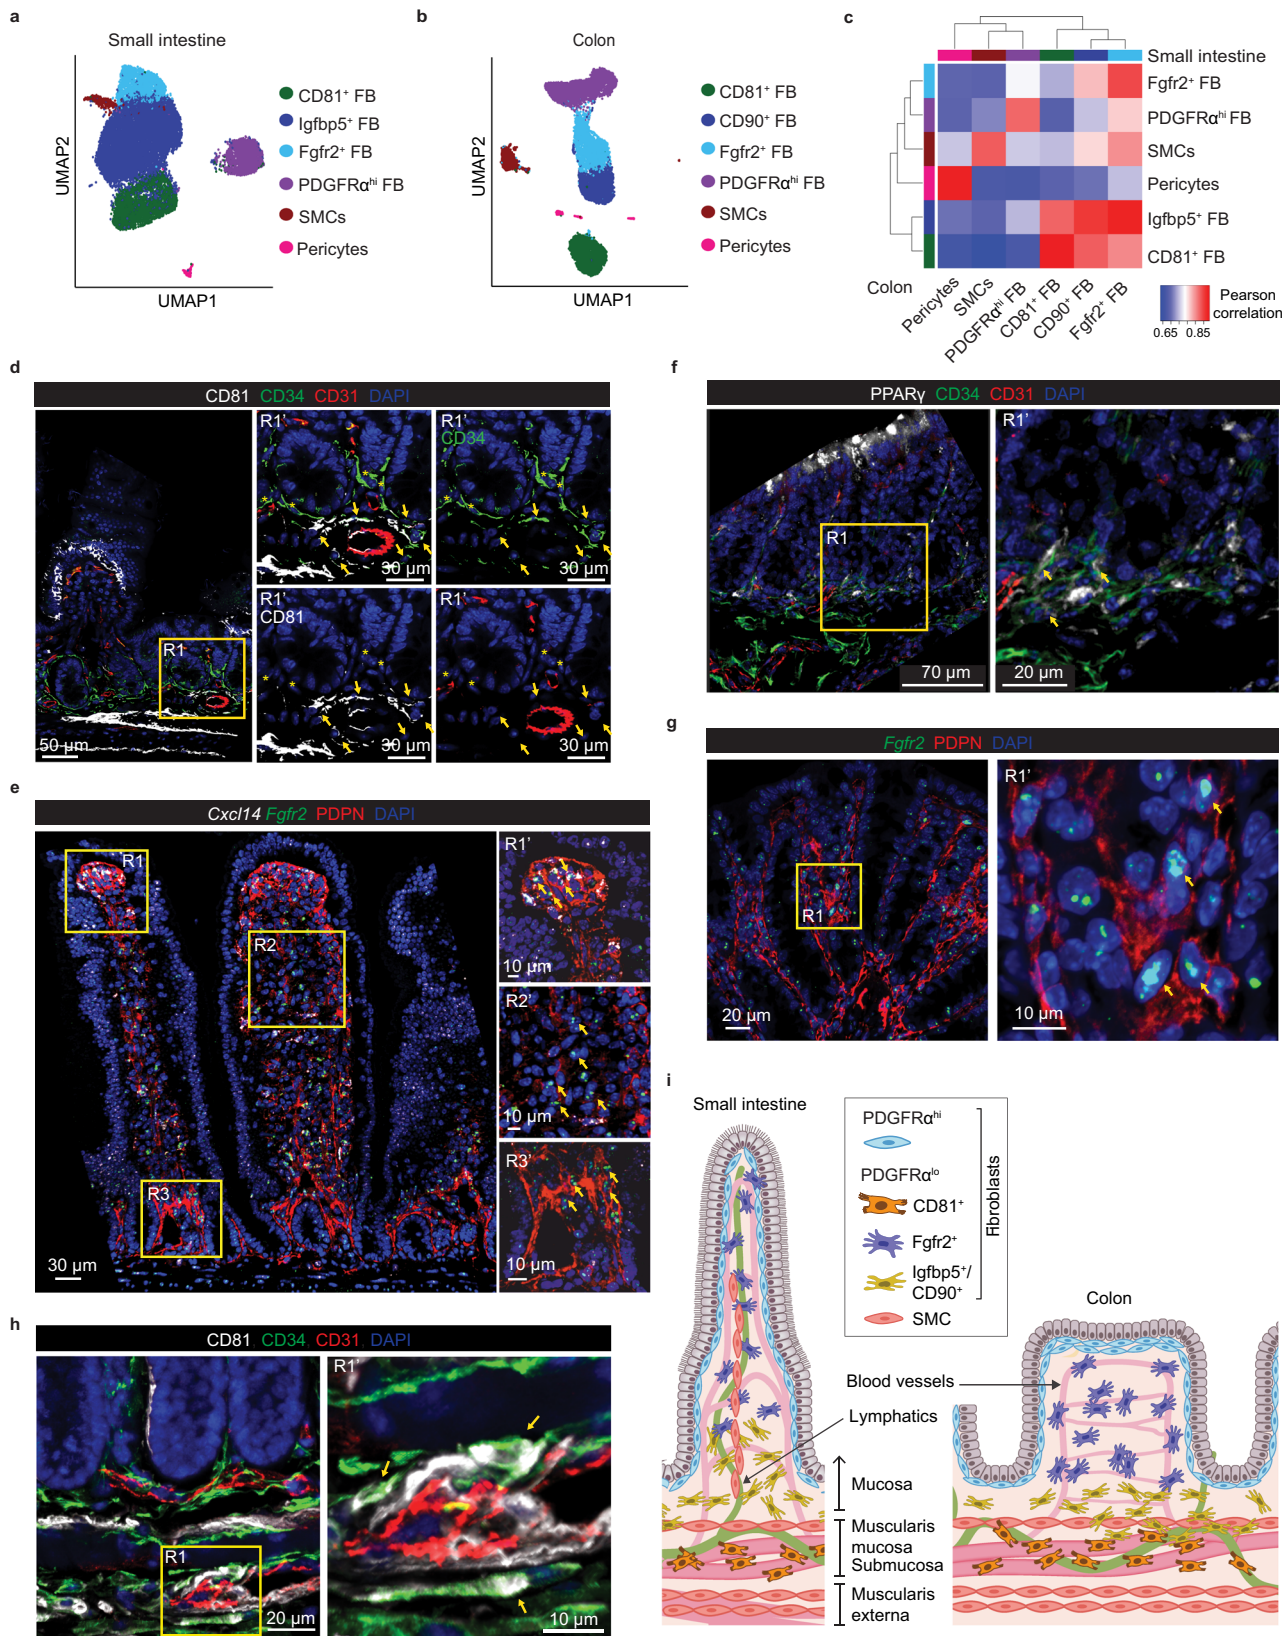 a
Small intestine
UMAP2
UMAP1
CD81⁺ FB
Igfbp5⁺ FB
Fgfr2⁺ FB
PDGFRα^hi FB
SMCs
Pericytes
b
Colon
UMAP2
UMAP1
CD81⁺ FB
CD90⁺ FB
Fgfr2⁺ FB
PDGFRα^hi FB
SMCs
Pericytes
c
Small intestine
Fgfr2⁺ FB
PDGFRα^hi FB
SMCs
Pericytes
Igfbp5⁺ FB
CD81⁺ FB
Colon
Pericytes
SMCs
PDGFRα^hi FB
CD81⁺ FB
CD90⁺ FB
Fgfr2⁺ FB
Pearson
correlation
0.65 0.85
d
CD81 CD34 CD31 DAPI
R1
50 µm
R1'
30 µm
R1'
CD34
30 µm
R1'
CD81
30 µm
R1'
30 µm
e
Cxcl14 Fgfr2 PDPN DAPI
R1
R2
R3
30 µm
R1'
10 µm
R2'
10 µm
R3'
10 µm
f
PPARγ CD34 CD31 DAPI
R1
70 µm
R1'
20 µm
g
Fgfr2 PDPN DAPI
R1
20 µm
R1'
10 µm
h
CD81 CD34 CD31 DAPI
R1
20 µm
R1'
10 µm
i
Small intestine
PDGFRα^hi
PDGFRα^lo
CD81⁺
Fgfr2⁺
Igfbp5⁺/
CD90⁺
SMC
Fibroblasts
Colon
Blood vessels
Lymphatics
Mucosa
Muscularis
mucosa
Submucosa
Muscularis
externa